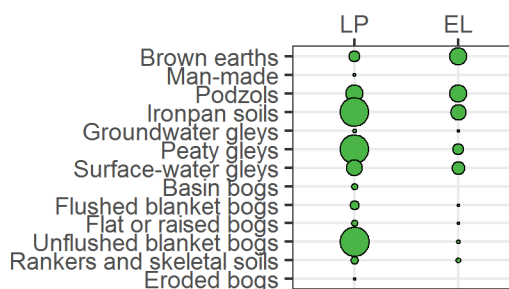 LP EL
Brown earths
Man-made
Podzols
Ironpan soils
Groundwater gleys
Peaty gleys
Surface-water gleys
Basin bogs
Flushed blanket bogs
Flat or raised bogs
Unflushed blanket bogs
Rankers and skeletal soils
Eroded bogs